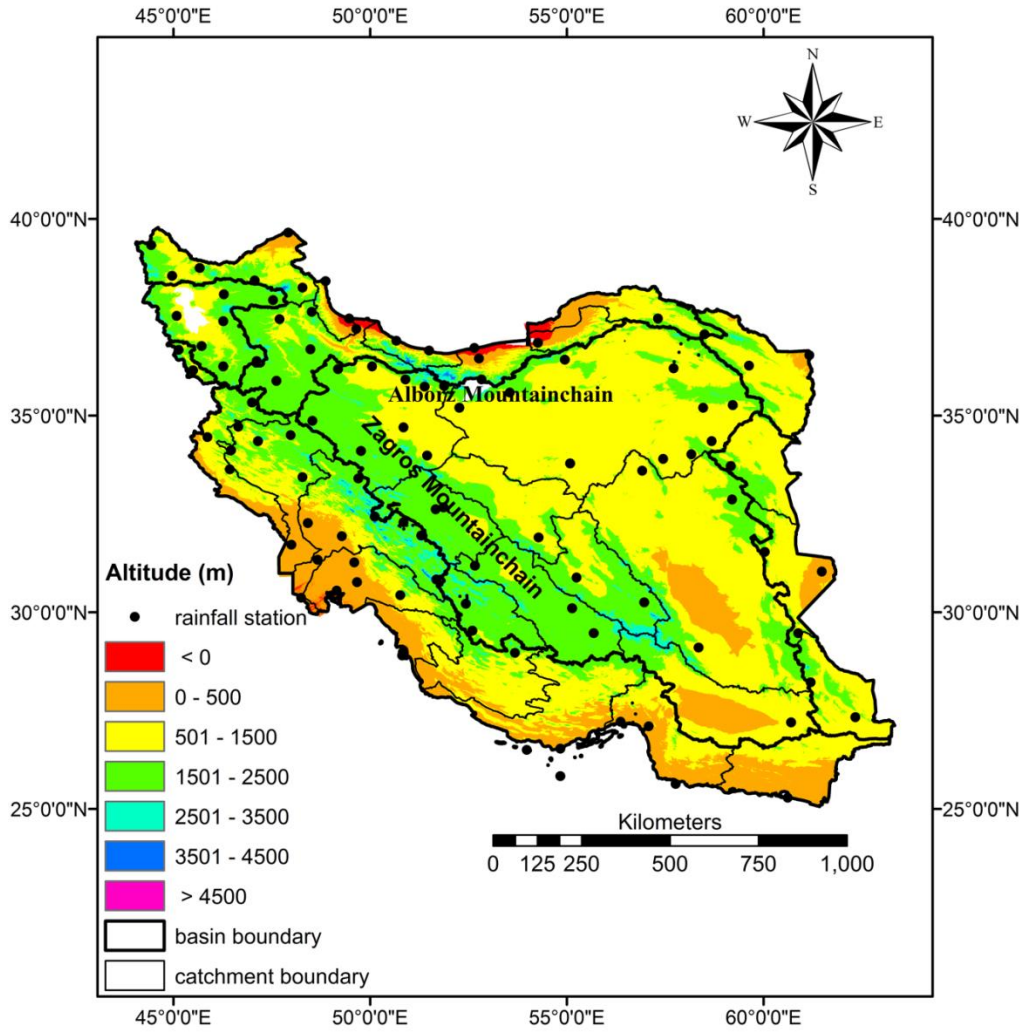 45°0'0"E 50°0'0"E 55°0'0"E 60°0'0"E
N
W E
S
40°0'0"N 40°0'0"N
35°0'0"N 35°0'0"N
Alborz Mountainchain
Zagros Mountainchain
30°0'0"N 30°0'0"N
25°0'0"N 25°0'0"N
Altitude (m)
rainfall station
< 0
0 - 500
501 - 1500
1501 - 2500
2501 - 3500
3501 - 4500
> 4500
basin boundary
catchment boundary
Kilometers
0 125 250 500 750 1,000
45°0'0"E 50°0'0"E 55°0'0"E 60°0'0"E